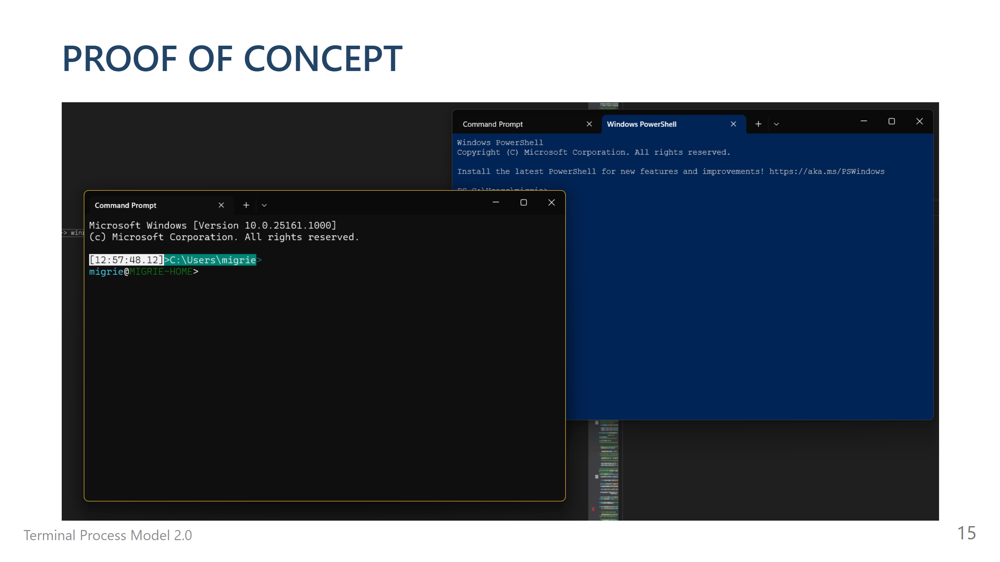 PROOF OF CONCEPT
Command Prompt
Windows PowerShell
Windows PowerShell
Copyright (C) Microsoft Corporation. All rights reserved.
Install the latest PowerShell for new features and improvements! https://aka.ms/PSWindows
PS C:\Users\migrie>
Command Prompt
Microsoft Windows [Version 10.0.25161.1000]
(c) Microsoft Corporation. All rights reserved.
[12:57:48.12]>C:\Users\migrie>
migrie@MIGRIE-HOME>
Terminal Process Model 2.0
15